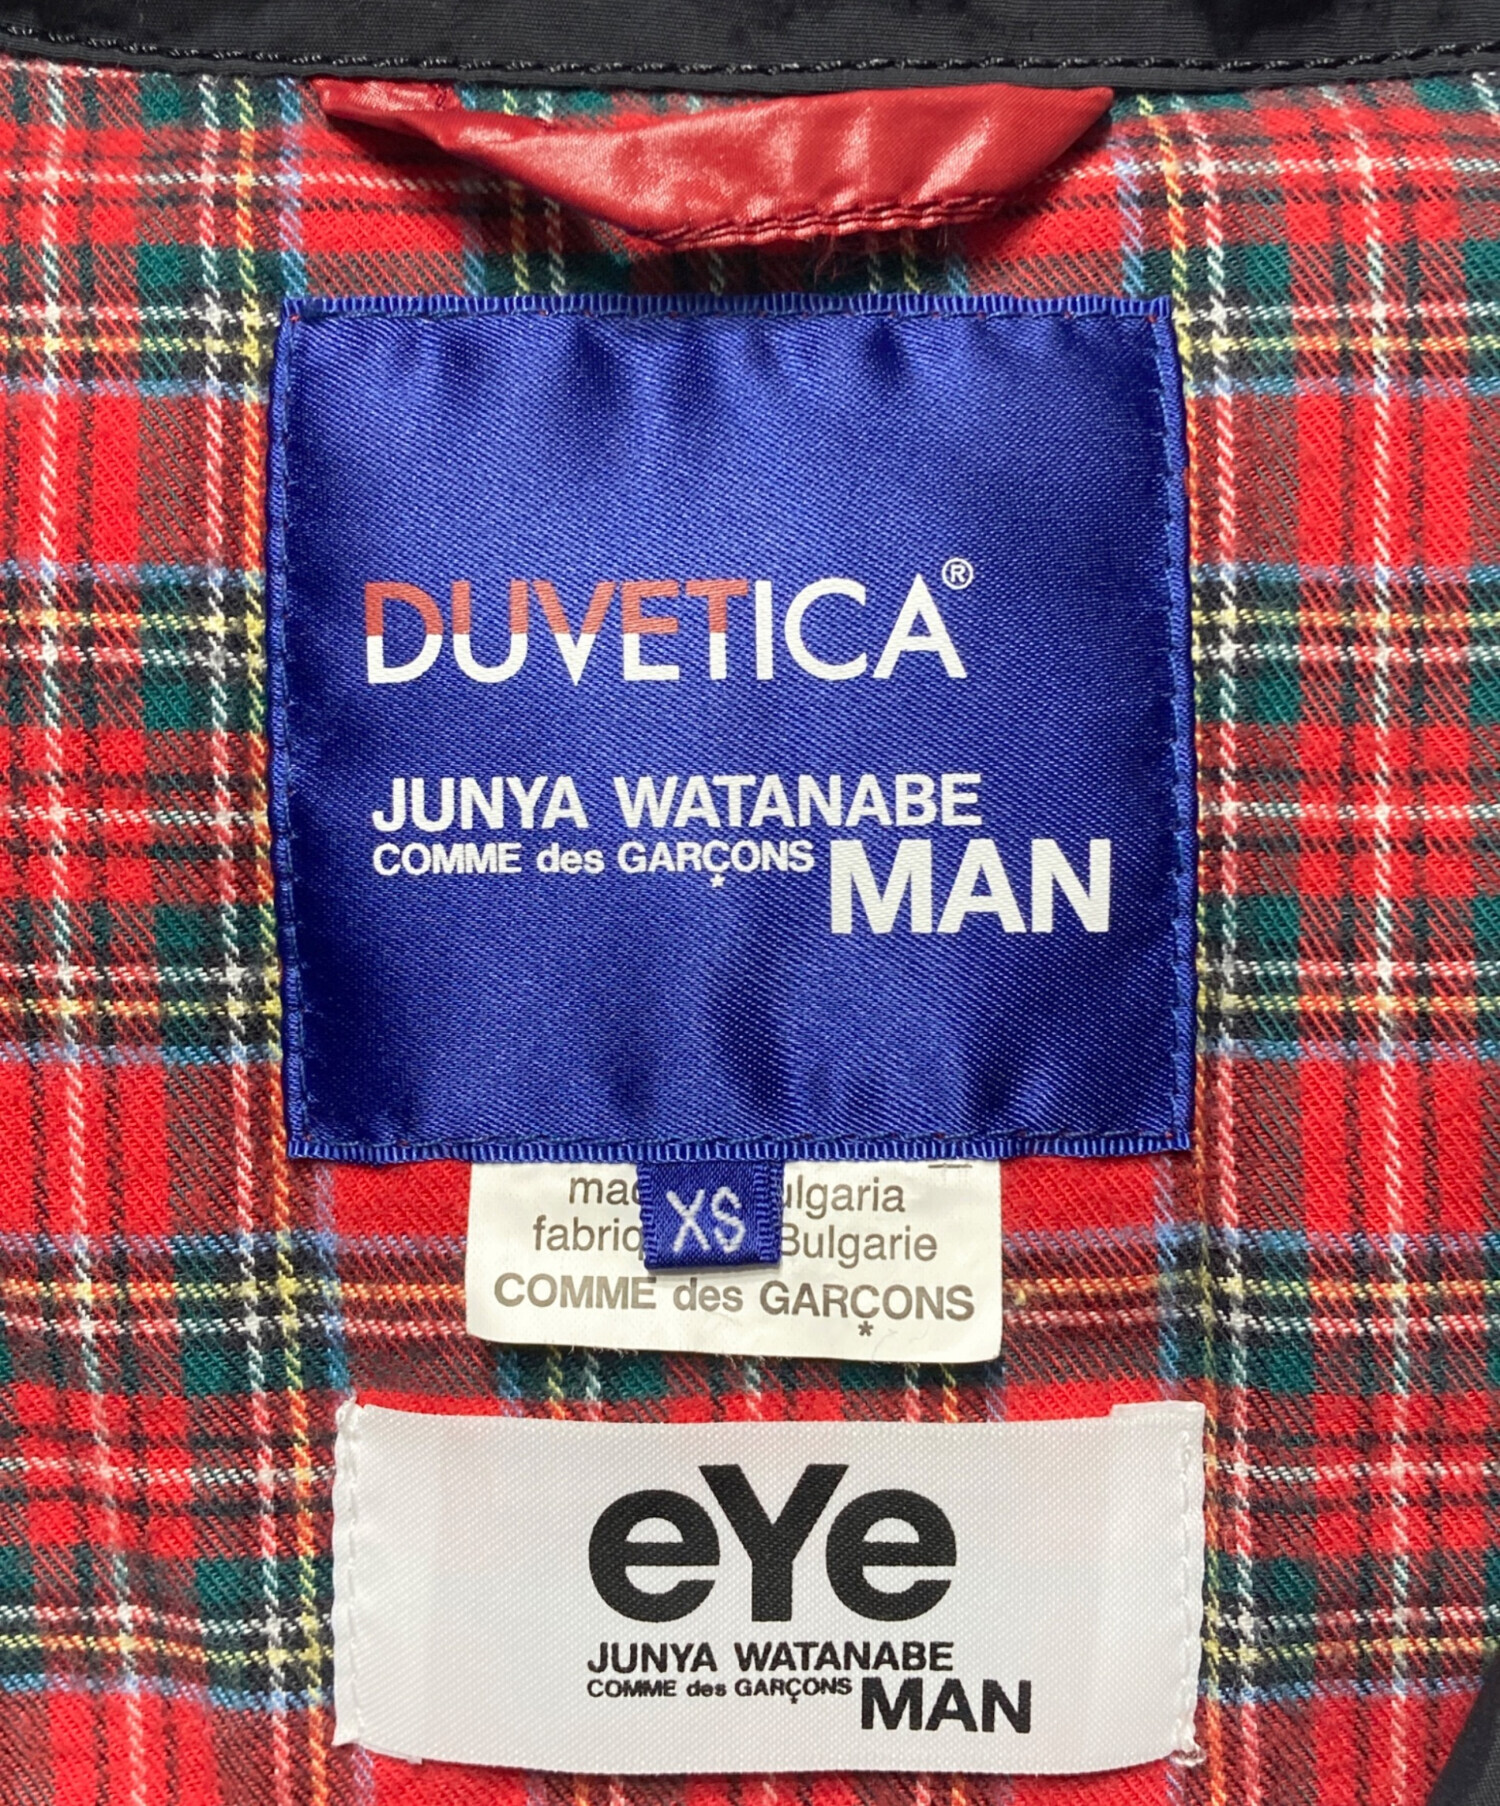 DUVETICA®
JUNYA WATANABE
COMME des GARÇONS MAN
XS
Bulgarie
COMME des GARÇONS
eYe
JUNYA WATANABE
COMME des GARÇONS MAN